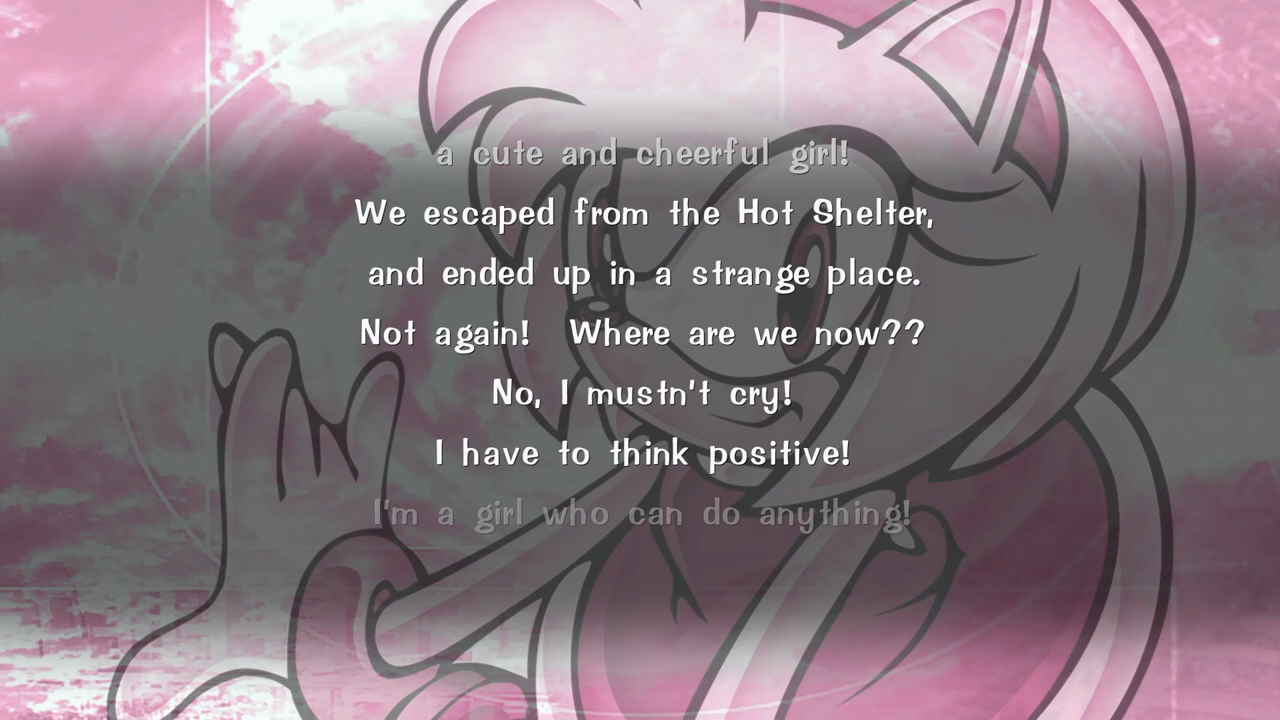 a cute and cheerful girl!
We escaped from the Hot Shelter,
and ended up in a strange place.
Not again!  Where are we now??
No, I mustn't cry!
I have to think positive!
I'm a girl who can do anything!